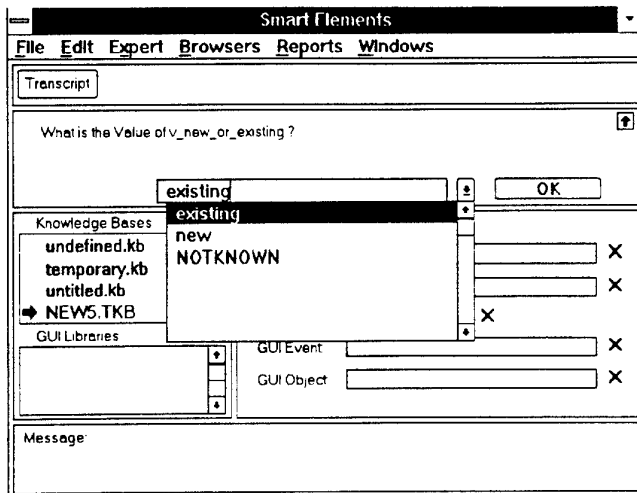 Smart Elements
File Edit Expert Browsers Reports Windows
Transcript
What is the Value of v_new_or_existing ?
existing
OK
existing
new
NOTKNOWN
Knowledge Bases
undefined.kb
temporary.kb
untitled.kb
NEW5.TKB
GUI Libraries
GUI Event
GUI Object
Message: